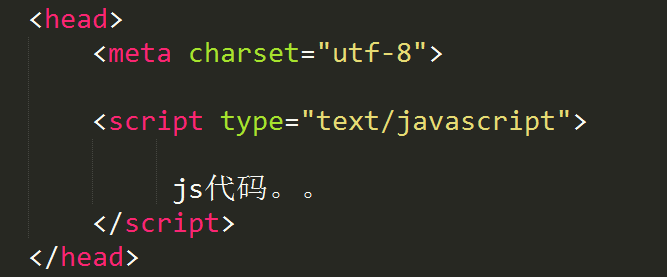 <head>
<meta charset="utf-8">
<script type="text/javascript">
js代码。。
</script>
</head>